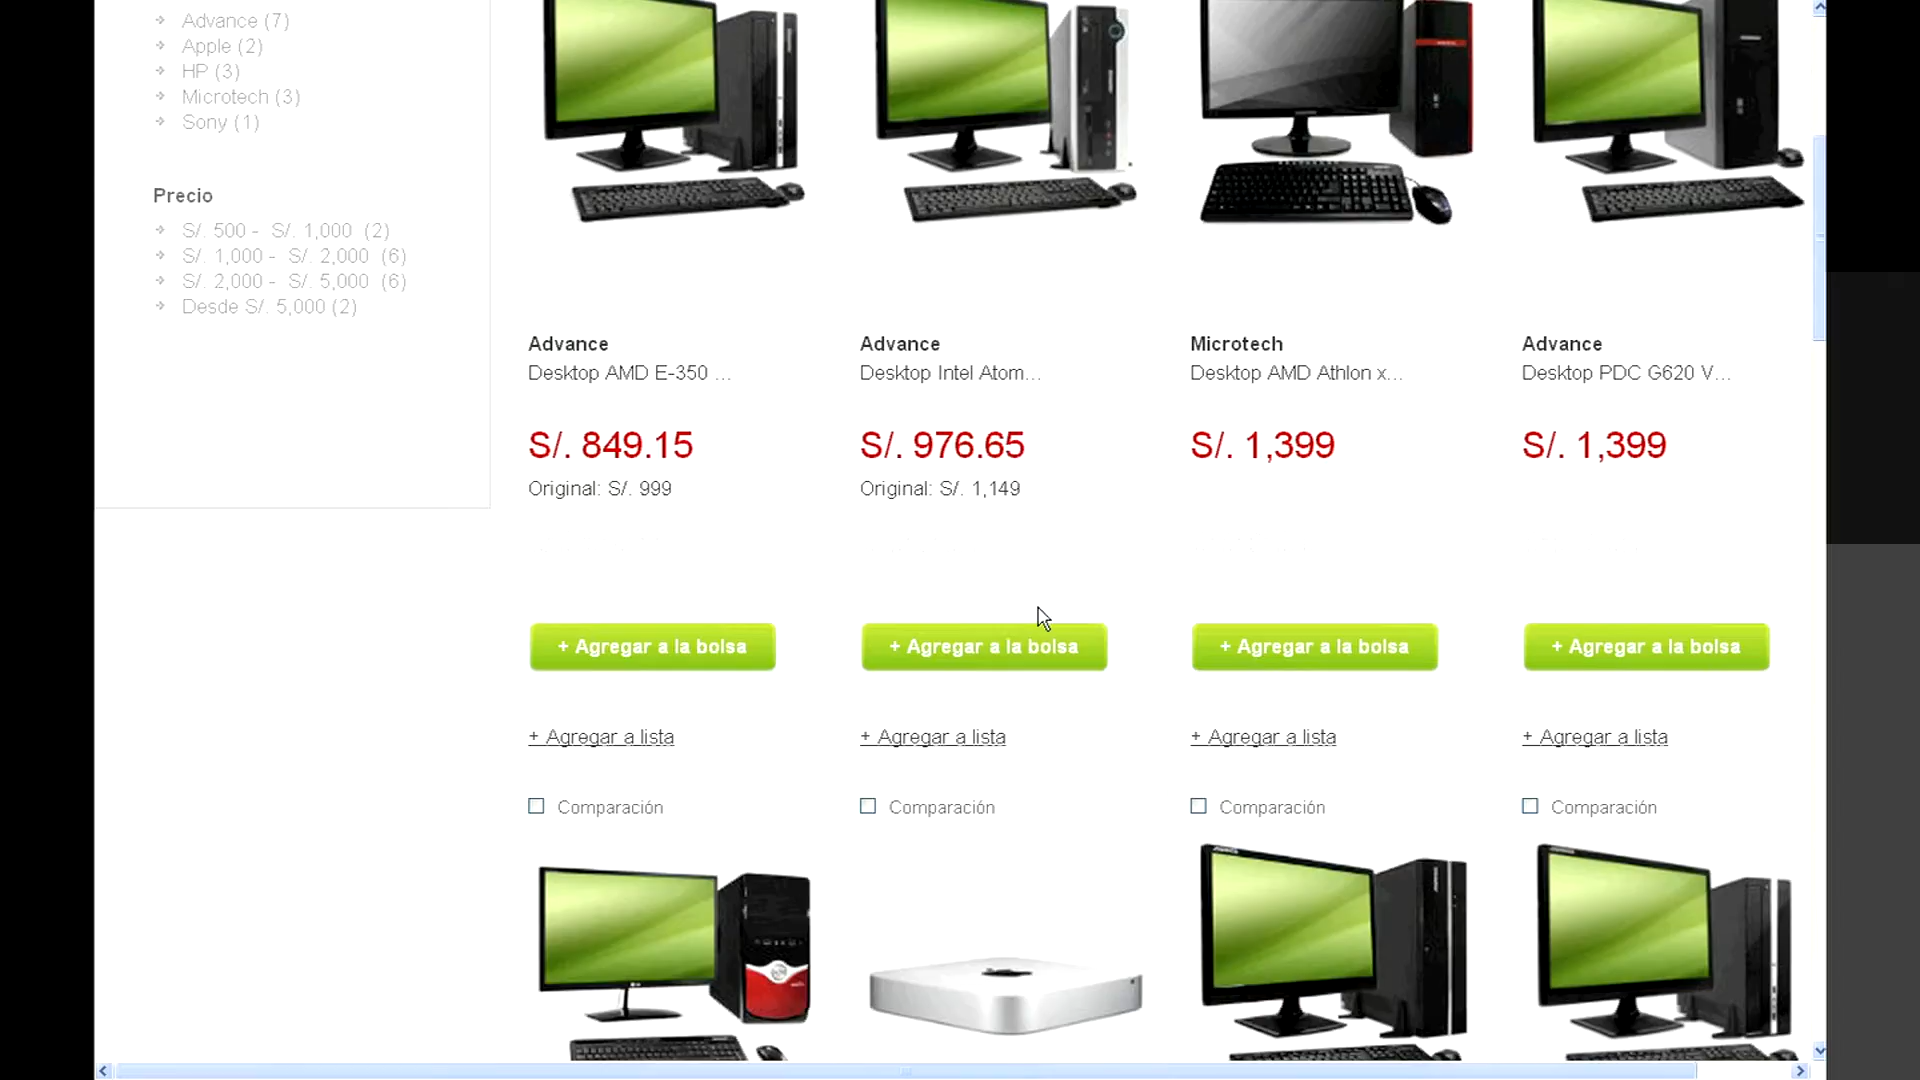 Advance (7)
Apple (2)
HP (3)
Microtech (3)
Sony (1)
Precio
S/. 500 - S/. 1,000 (2)
S/. 1,000 - S/. 2,000 (6)
S/. 2,000 - S/. 5,000 (6)
Desde S/. 5,000 (2)
Advance
Desktop AMD E-350 ...
S/. 849.15
Original: S/. 999
+ Agregar a la bolsa
+ Agregar a lista
Comparación
Advance
Desktop Intel Atom...
S/. 976.65
Original: S/. 1,149
+ Agregar a la bolsa
+ Agregar a lista
Comparación
Microtech
Desktop AMD Athlon x...
S/. 1,399
+ Agregar a la bolsa
+ Agregar a lista
Comparación
Advance
Desktop PDC G620 V...
S/. 1,399
+ Agregar a la bolsa
+ Agregar a lista
Comparación